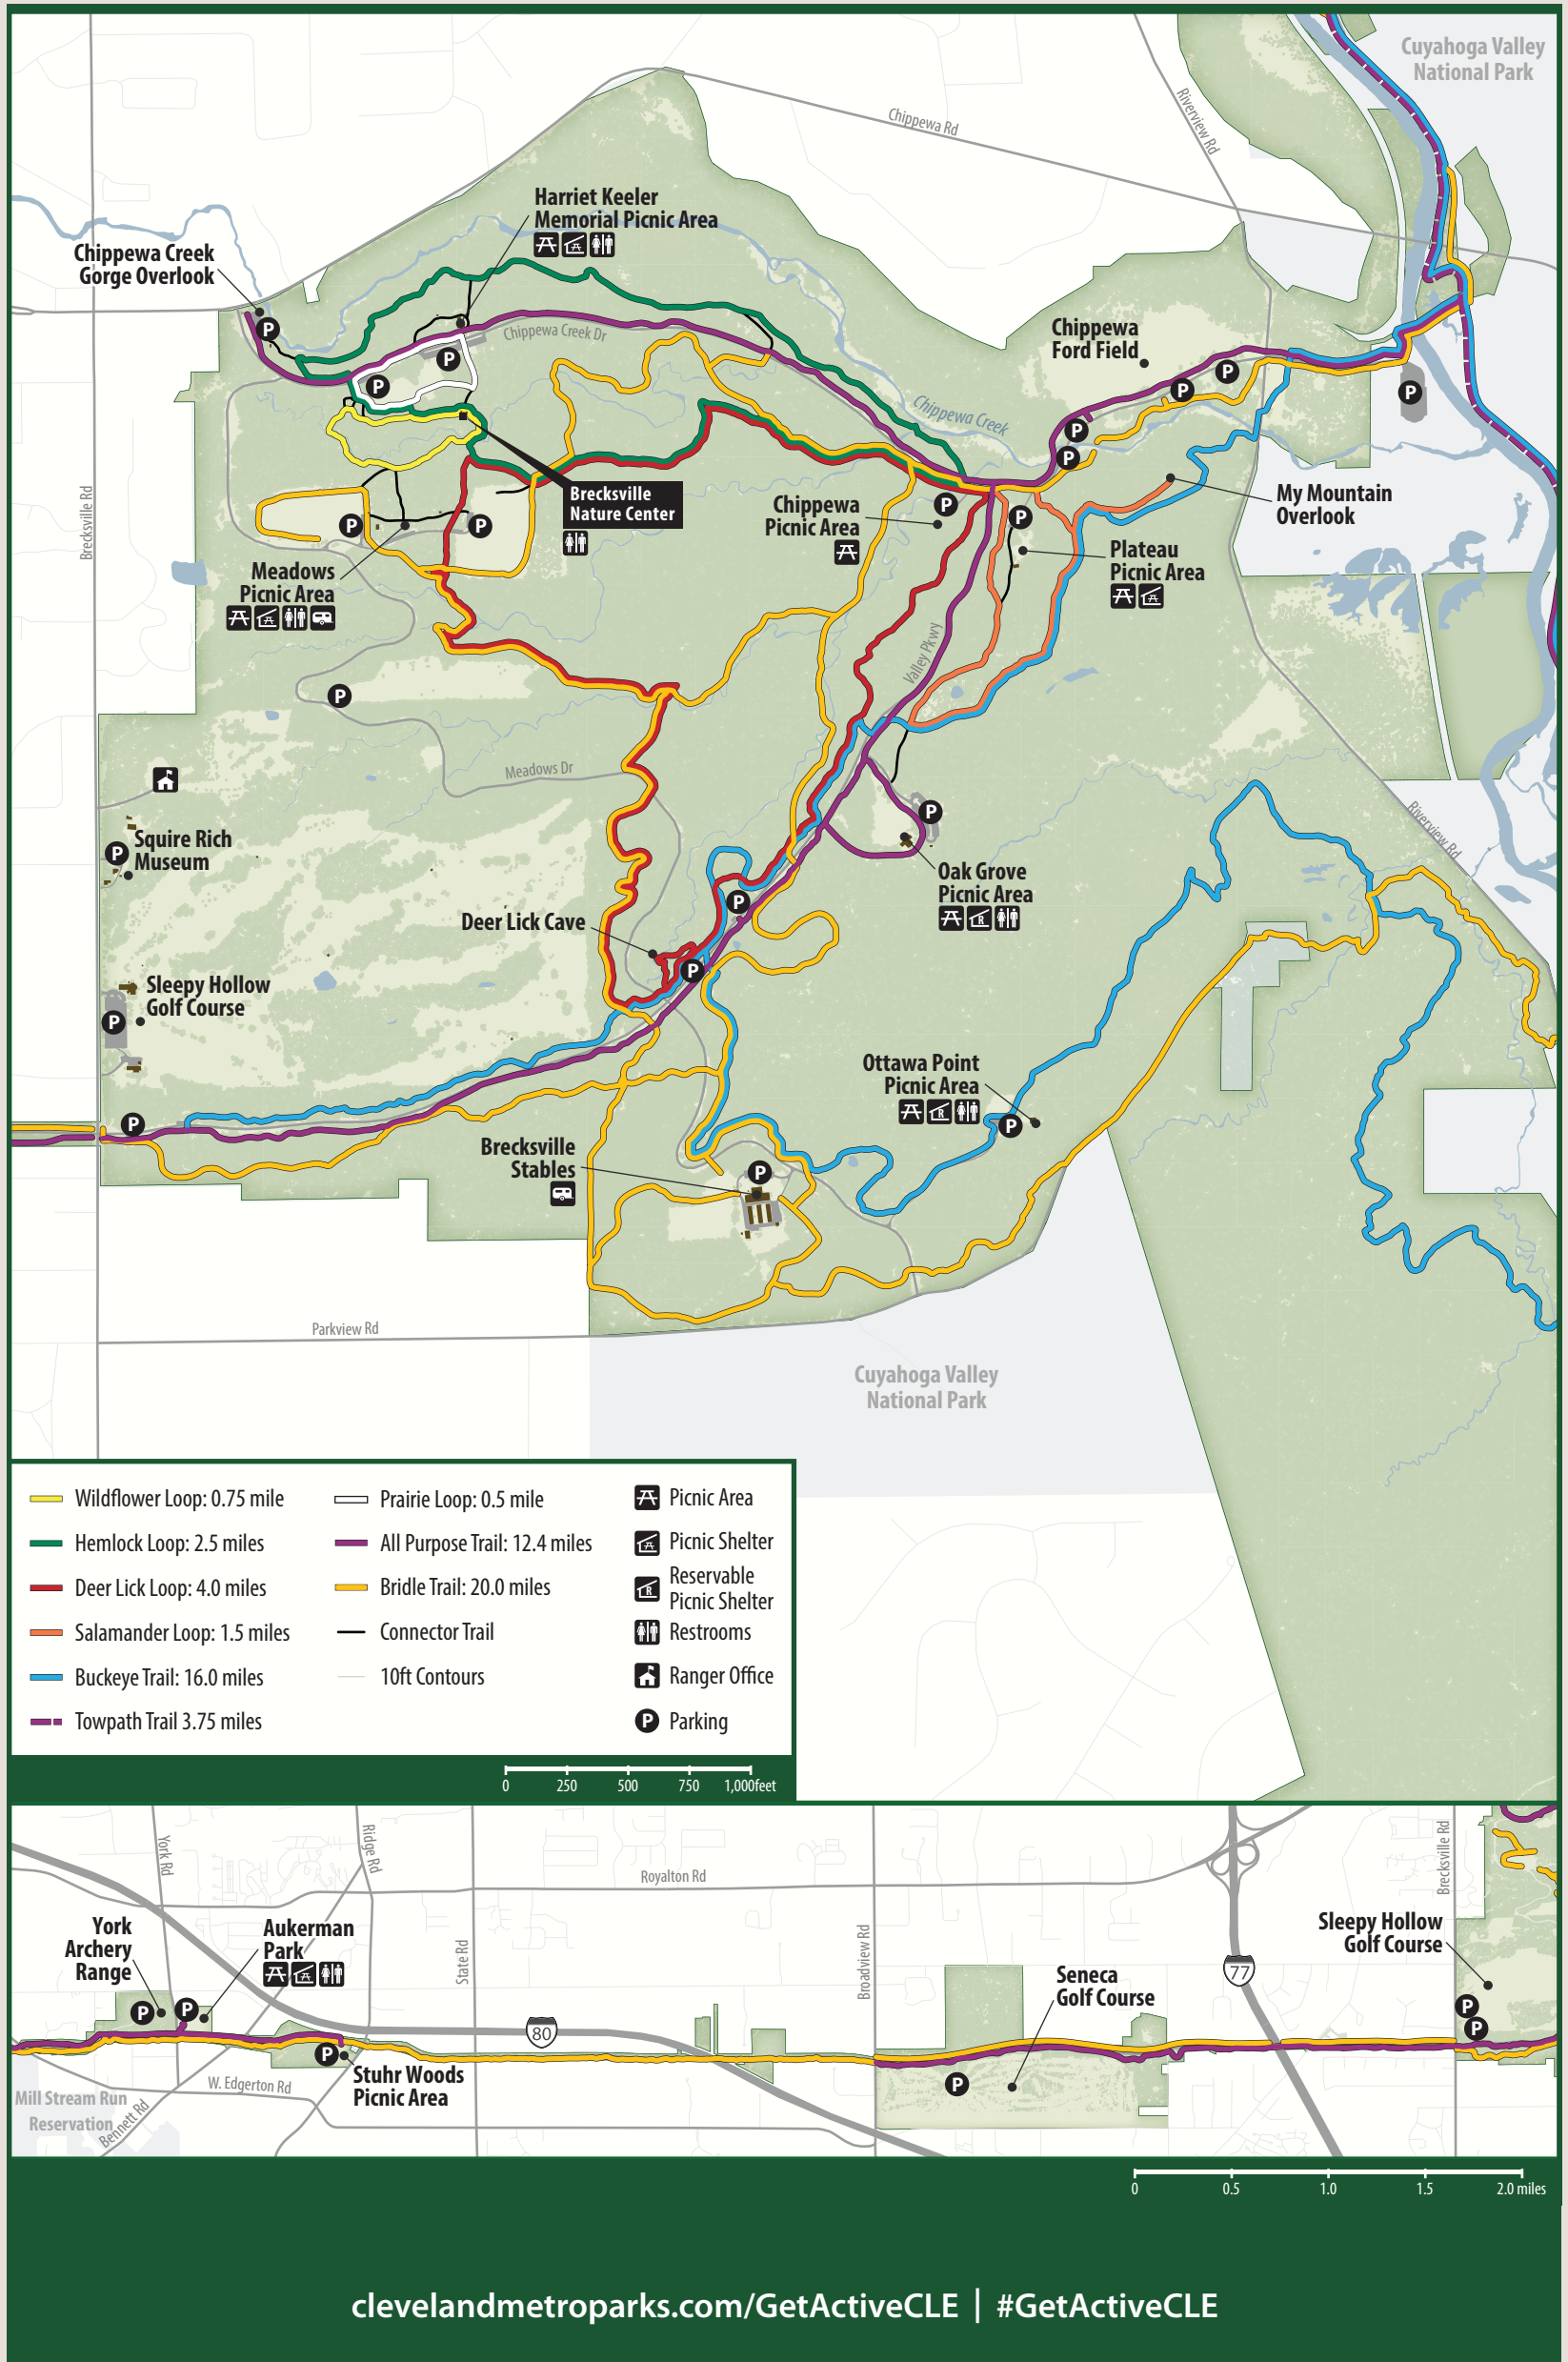 Cuyahoga Valley
National Park
Chippewa Rd
Riverview Rd
Harriet Keeler
Memorial Picnic Area
Chippewa Creek
Gorge Overlook
P
Chippewa Creek Dr
P
P
Chippewa
Ford Field
P
P
P
P
P
Chippewa Creek
Brecksville Rd
Brecksville
Nature Center
Chippewa
Picnic Area
P
P
My Mountain
Overlook
P
P
Meadows
Picnic Area
Plateau
Picnic Area
Valley Pkwy
P
Meadows Dr
Squire Rich
Museum
P
P
Riverview Rd
Oak Grove
Picnic Area
R
Deer Lick Cave
P
P
Sleepy Hollow
Golf Course
P
Ottawa Point
Picnic Area
R
P
P
Brecksville
Stables
P
Parkview Rd
Cuyahoga Valley
National Park
Wildflower Loop: 0.75 mile
Hemlock Loop: 2.5 miles
Deer Lick Loop: 4.0 miles
Salamander Loop: 1.5 miles
Buckeye Trail: 16.0 miles
Towpath Trail 3.75 miles
Prairie Loop: 0.5 mile
All Purpose Trail: 12.4 miles
Bridle Trail: 20.0 miles
Connector Trail
10ft Contours
Picnic Area
Picnic Shelter
R
Reservable
Picnic Shelter
Restrooms
Ranger Office
P
Parking
0 250 500 750 1,000feet
York Rd
Ridge Rd
State Rd
Royalton Rd
Broadview Rd
Brecksville Rd
York
Archery
Range
Aukerman
Park
P
P
80
77
Seneca
Golf Course
Sleepy Hollow
Golf Course
P
P
P
P
Stuhr Woods
Picnic Area
W. Edgerton Rd
Mill Stream Run
Reservation
Bennett Rd
0 0.5 1.0 1.5 2.0 miles
clevelandmetroparks.com/GetActiveCLE | #GetActiveCLE